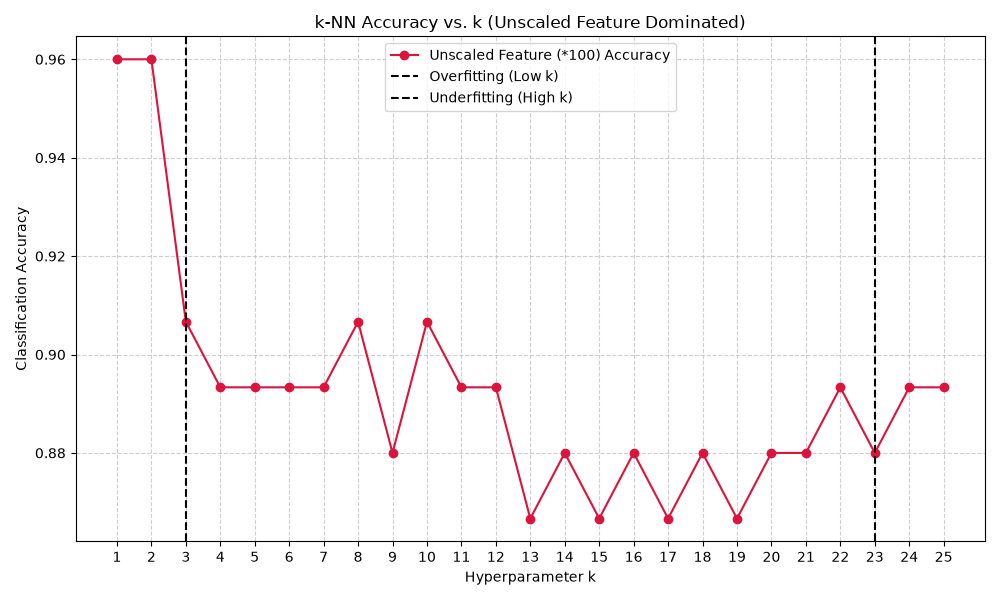 k-NN Accuracy vs. k (Unscaled Feature Dominated)
Unscaled Feature (*100) Accuracy
Overfitting (Low k)
Underfitting (High k)
Classification Accuracy
0.96
0.94
0.92
0.90
0.88
1 2 3 4 5 6 7 8 9 10 11 12 13 14 15 16 17 18 19 20 21 22 23 24 25
Hyperparameter k